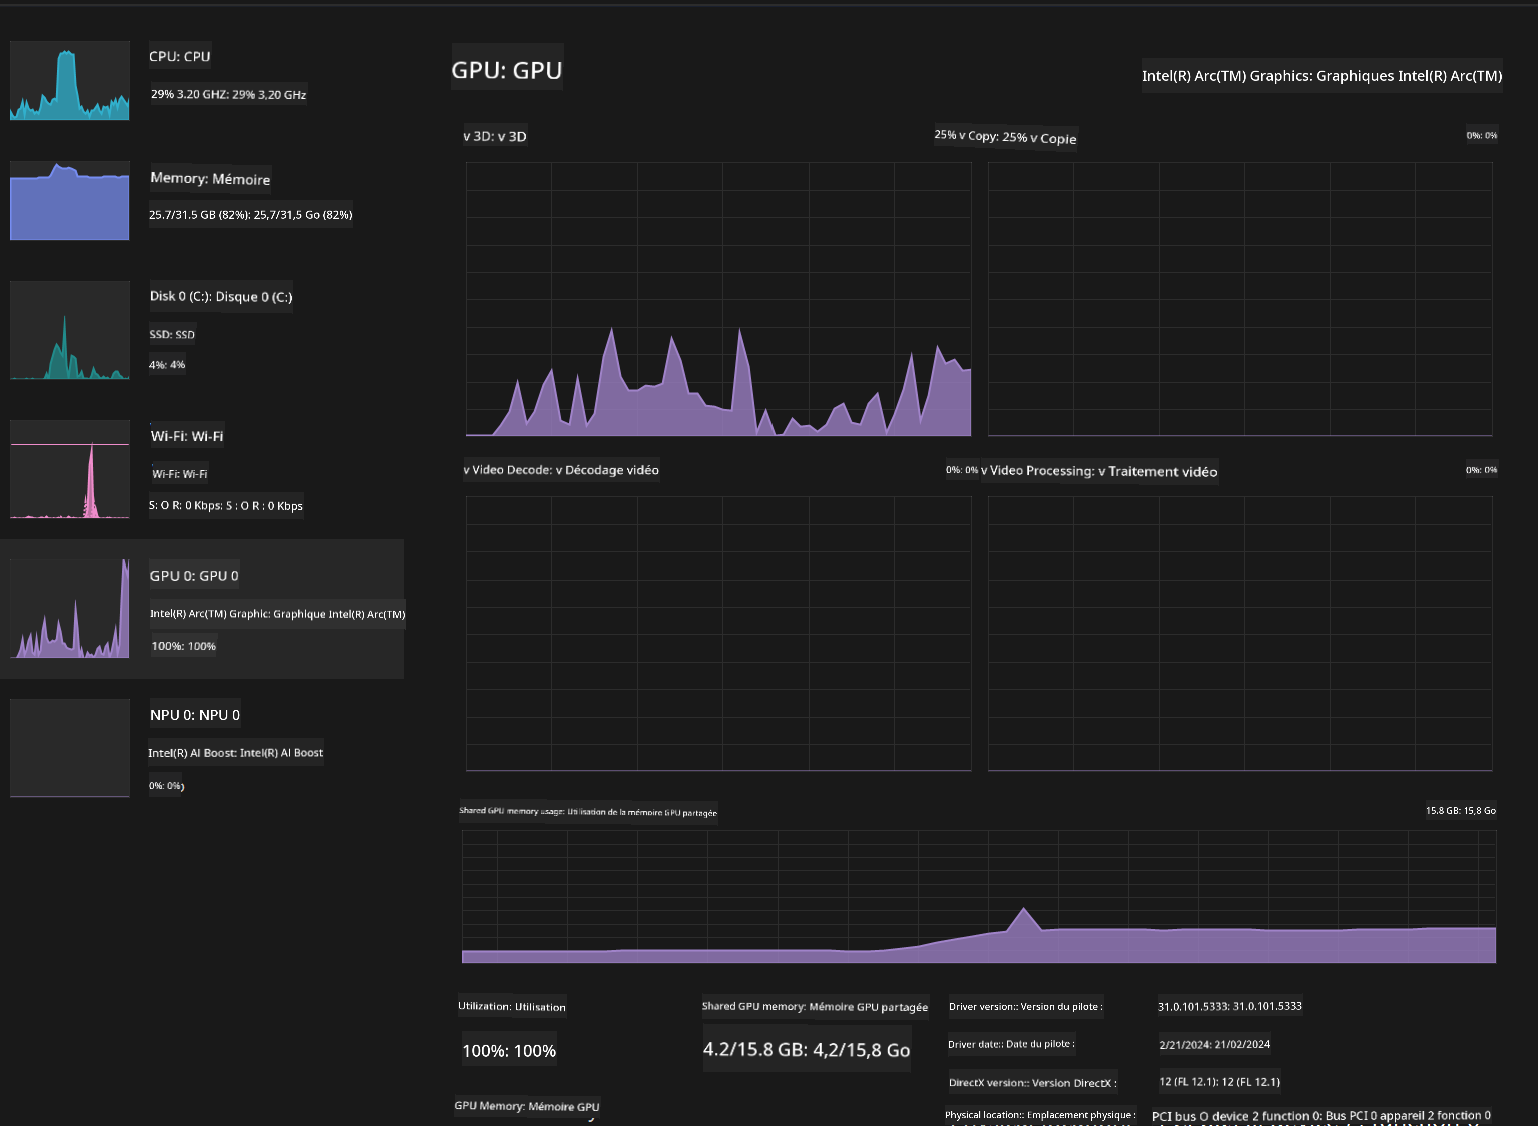 CPU: CPU
29% 3.20 GHZ: 29% 3,20 GHz
Memory: Mémoire
25.7/31.5 GB (82%): 25,7/31,5 Go (82%)
Disk 0 (C:): Disque 0 (C:)
SSD: SSD
4%: 4%
Wi-Fi: Wi-Fi
Wi-Fi: Wi-Fi
S: O R: 0 Kbps: S : O R : 0 Kbps
GPU 0: GPU 0
Intel(R) Arc(TM) Graphic: Graphique Intel(R) Arc(TM)
100%: 100%
NPU 0: NPU 0
Intel(R) AI Boost: Intel(R) AI Boost
0%: 0%
GPU: GPU
Intel(R) Arc(TM) Graphics: Graphiques Intel(R) Arc(TM)
v 3D: v 3D
25% v Copy: 25% v Copie
0%: 0%
v Video Decode: v Décodage vidéo
0%: 0%
v Video Processing: v Traitement vidéo
0%: 0%
Shared GPU memory usage: Utilisation de la mémoire GPU partagée
15.8 GB: 15,8 Go
Utilization: Utilisation
100%: 100%
GPU Memory: Mémoire GPU
Shared GPU memory: Mémoire GPU partagée
4.2/15.8 GB: 4,2/15,8 Go
Driver version:: Version du pilote :
31.0.101.5333: 31.0.101.5333
Driver date:: Date du pilote :
2/21/2024: 21/02/2024
DirectX version:: Version DirectX :
12 (FL 12.1): 12 (FL 12.1)
Physical location:: Emplacement physique :
PCI bus O device 2 function 0: Bus PCI 0 appareil 2 fonction 0